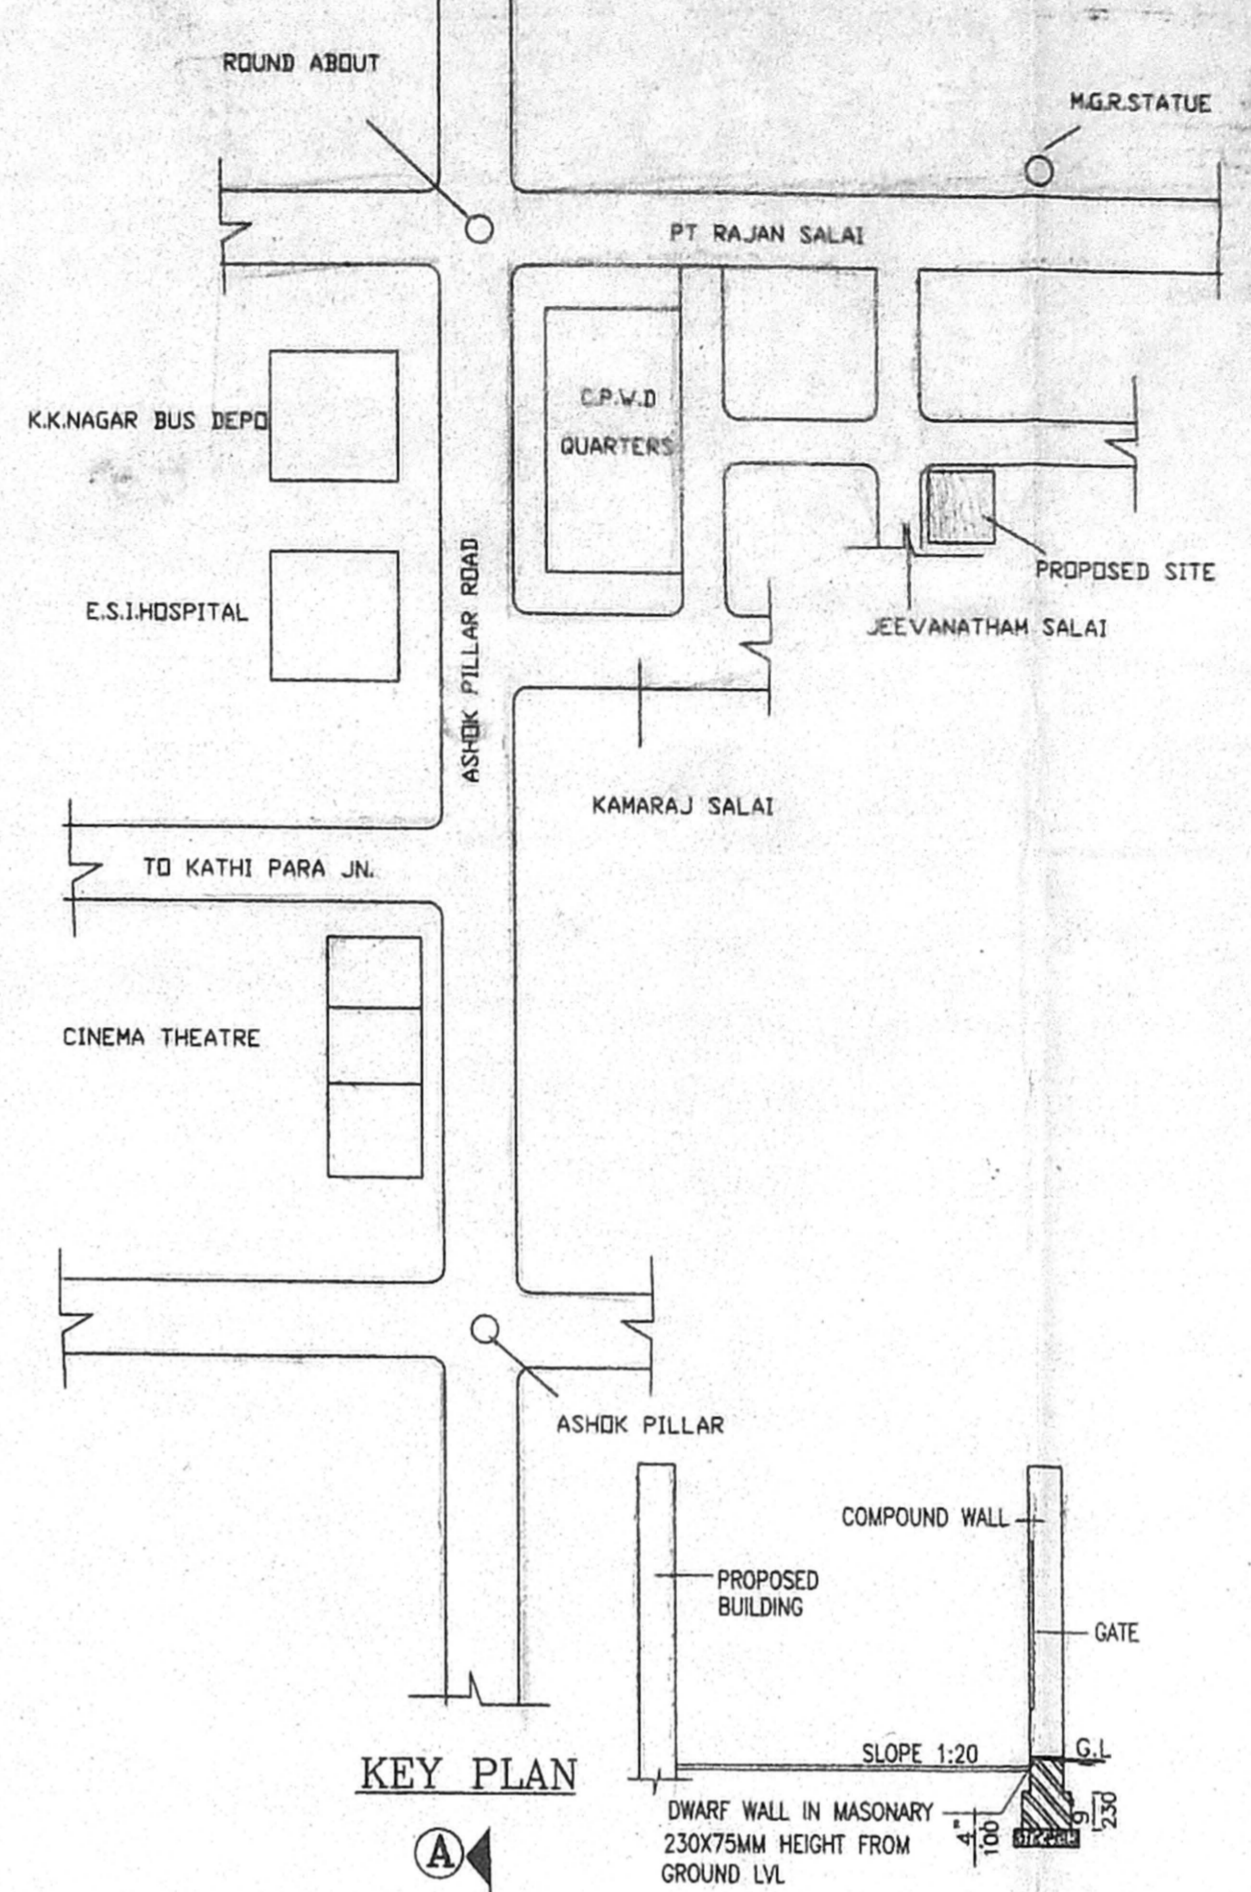 ROUND ABOUT
M.G.R.STATUE
PT RAJAN SALAI
C.P.W.D
QUARTERS
K.K.NAGAR BUS DEPO
E.S.I.HOSPITAL
ASHOK PILLAR ROAD
PROPOSED SITE
JEEVANATHAM SALAI
KAMARAJ SALAI
TO KATHI PARA JN.
CINEMA THEATRE
ASHOK PILLAR
COMPOUND WALL
PROPOSED
BUILDING
GATE
SLOPE 1:20
G.L
KEY PLAN
A
DWARF WALL IN MASONARY
230X75MM HEIGHT FROM
GROUND LVL
4"
100
9
230